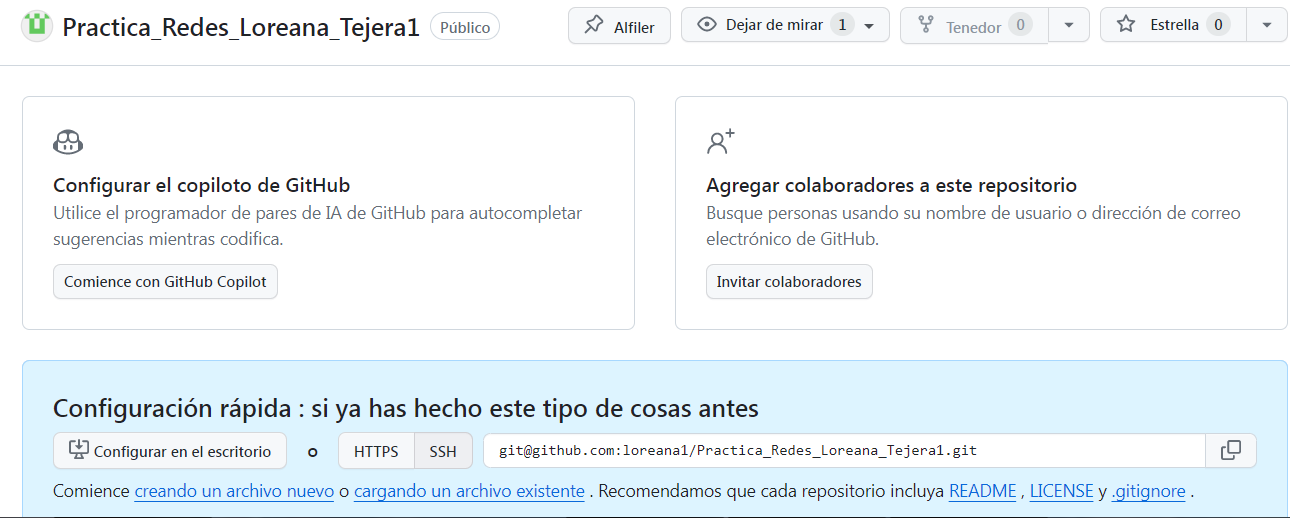 Practica_Redes_Loreana_Tejera1 Público Alfiler Dejar de mirar 1 Tenedor 0 Estrella 0
Configurar el copiloto de GitHub
Utilice el programador de pares de IA de GitHub para autocompletar
sugerencias mientras codifica.
Comience con GitHub Copilot
Agregar colaboradores a este repositorio
Busque personas usando su nombre de usuario o dirección de correo
electrónico de GitHub.
Invitar colaboradores
Configuración rápida : si ya has hecho este tipo de cosas antes
Configurar en el escritorio o HTTPS SSH git@github.com:loreana1/Practica_Redes_Loreana_Tejera1.git
Comience creando un archivo nuevo o cargando un archivo existente . Recomendamos que cada repositorio incluya README , LICENSE y .gitignore .